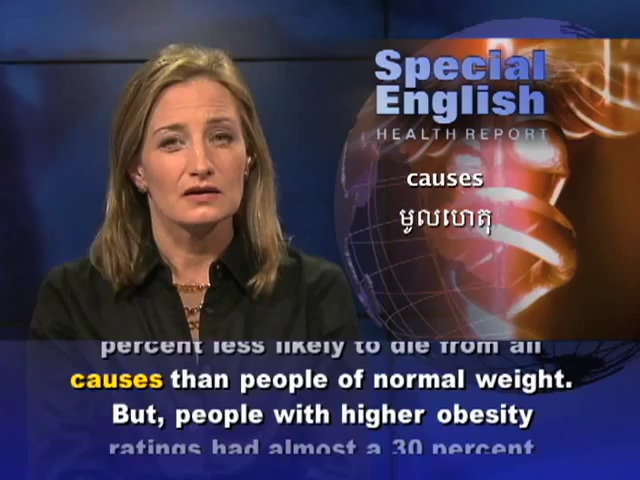 Special
English
HEALTH REPORT
causes
មូលហេតុ
percent less likely to die from all
causes than people of normal weight.
But, people with higher obesity
ratings had almost a 30 percent